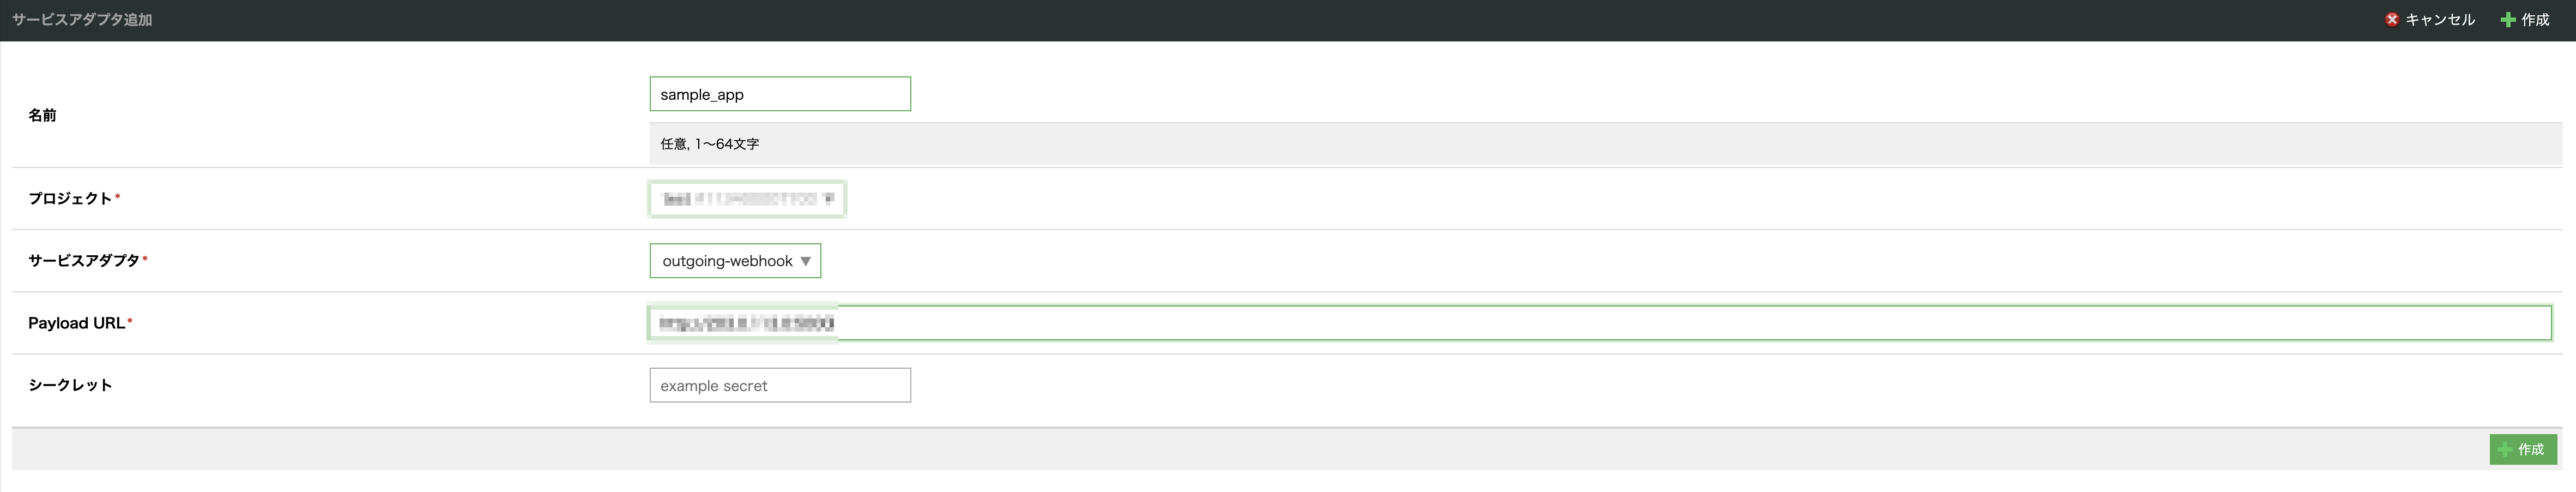 サービスアダプタ追加
キャンセル 作成
名前
sample_app
任意, 1〜64文字
プロジェクト*
サービスアダプタ*
outgoing-webhook ▼
Payload URL*
シークレット
example secret
作成